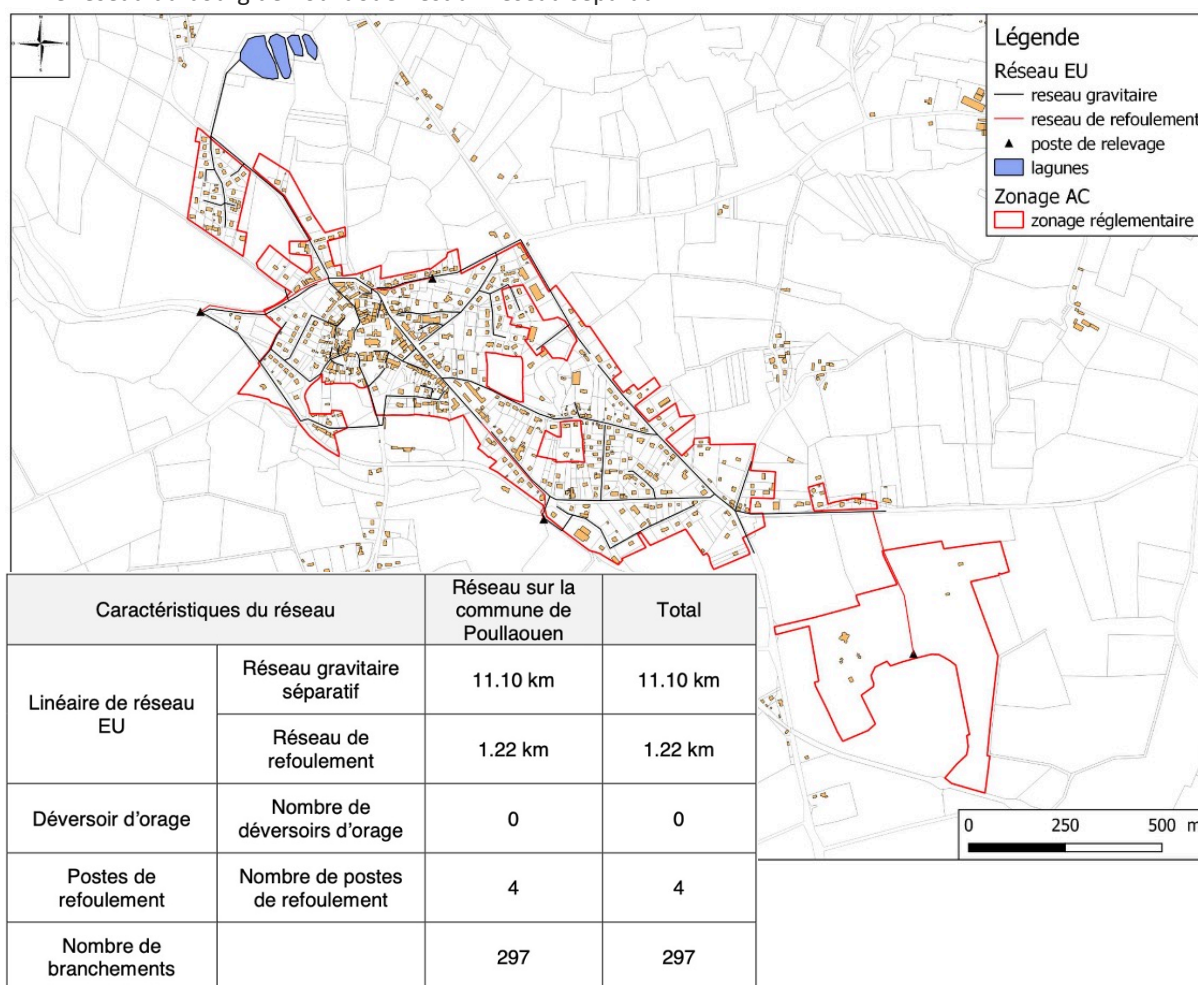 Légende
Réseau EU
reseau gravitaire
reseau de refoulement
poste de relevage
lagunes
Zonage AC
zonage réglementaire
0 250 500 m
Caractéristiques du réseau
Réseau sur la
commune de
Poullaouen
Total
Linéaire de réseau
EU
Réseau gravitaire
séparatif
11.10 km
11.10 km
Réseau de
refoulement
1.22 km
1.22 km
Déversoir d'orage
Nombre de
déversoirs d'orage
0
0
Postes de
refoulement
Nombre de postes
de refoulement
4
4
Nombre de
branchements
297
297